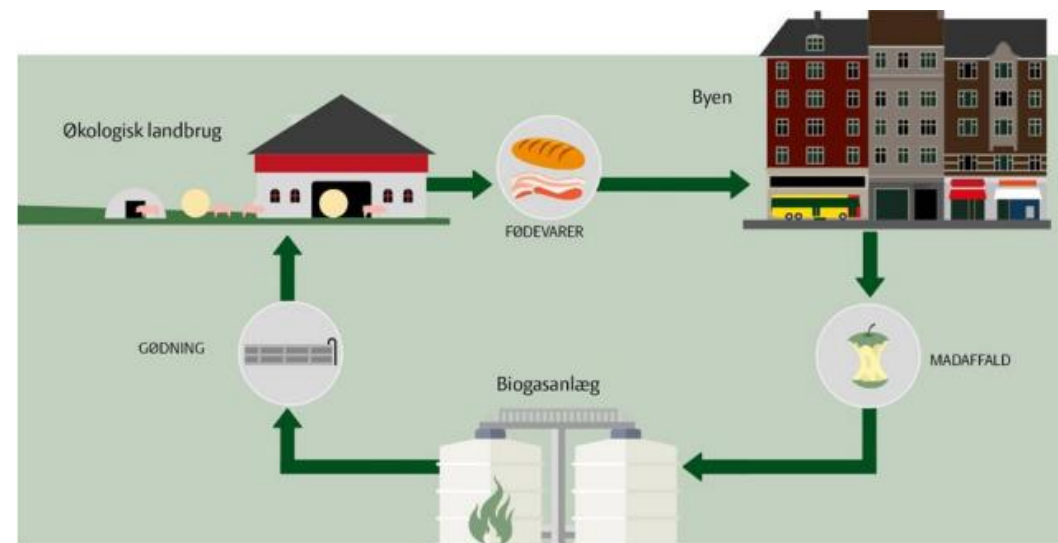 Økologisk landbrug
Byen
FØDEVARER
GØDNING
MADAFFALD
Biogasanlæg